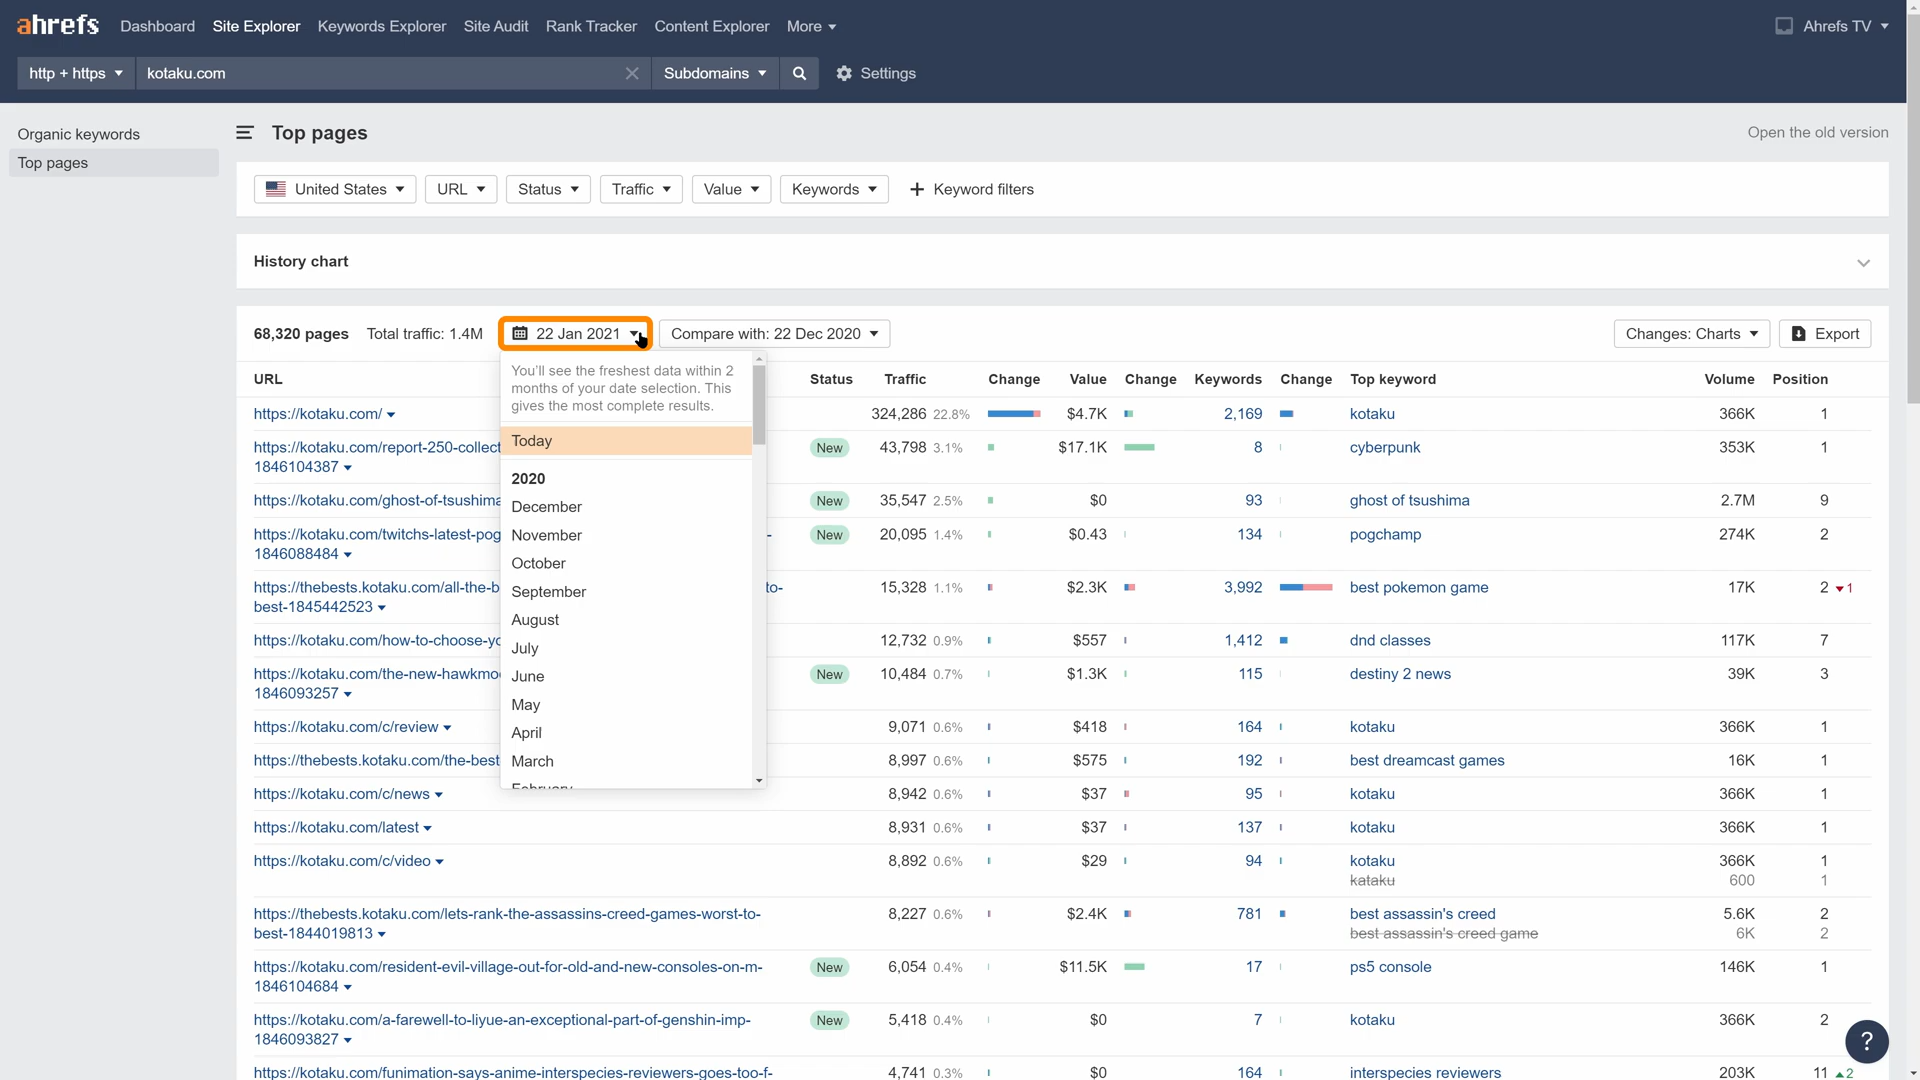 ahrefs Dashboard Site Explorer Keywords Explorer Site Audit Rank Tracker Content Explorer More Ahrefs TV
http + https kotaku.com Subdomains Settings
Organic keywords
Top pages
Top pages Open the old version
United States URL Status Traffic Value Keywords + Keyword filters
History chart
68,320 pages Total traffic: 1.4M 22 Jan 2021 Compare with: 22 Dec 2020 Changes: Charts Export
You'll see the freshest data within 2
months of your date selection. This
gives the most complete results.
Today
2020
December
November
October
September
August
July
June
May
April
March
February
URL Status Traffic Change Value Change Keywords Change Top keyword Volume Position
https://kotaku.com/ 324,286 22.8% $4.7K 2,169 kotaku 366K 1
https://kotaku.com/report-250-collect New 43,798 3.1% $17.1K 8 cyberpunk 353K 1
1846104387
https://kotaku.com/ghost-of-tsushima New 35,547 2.5% $0 93 ghost of tsushima 2.7M 9
https://kotaku.com/twitchs-latest-pog - New 20,095 1.4% $0.43 134 pogchamp 274K 2
1846088484
https://thebests.kotaku.com/all-the-b to- 15,328 1.1% $2.3K 3,992 best pokemon game 17K 2 1
best-1845442523
https://kotaku.com/how-to-choose-yo 12,732 0.9% $557 1,412 dnd classes 117K 7
https://kotaku.com/the-new-hawkmo New 10,484 0.7% $1.3K 115 destiny 2 news 39K 3
1846093257
https://kotaku.com/c/review 9,071 0.6% $418 164 kotaku 366K 1
https://thebests.kotaku.com/the-best 8,997 0.6% $575 192 best dreamcast games 16K 1
https://kotaku.com/c/news 8,942 0.6% $37 95 kotaku 366K 1
https://kotaku.com/latest 8,931 0.6% $37 137 kotaku 366K 1
https://kotaku.com/c/video 8,892 0.6% $29 94 kotaku 366K 1
kataku 600 1
https://thebests.kotaku.com/lets-rank-the-assassins-creed-games-worst-to- 8,227 0.6% $2.4K 781 best assassin's creed 5.6K 2
best-1844019813 best assassin's creed game 6K 2
https://kotaku.com/resident-evil-village-out-for-old-and-new-consoles-on-m- New 6,054 0.4% $11.5K 17 ps5 console 146K 1
1846104684
https://kotaku.com/a-farewell-to-liyue-an-exceptional-part-of-genshin-imp- New 5,418 0.4% $0 7 kotaku 366K 2
1846093827
?
https://kotaku.com/funimation-says-anime-interspecies-reviewers-goes-too-f- 4,741 0.3% $0 164 interspecies reviewers 203K 11 2